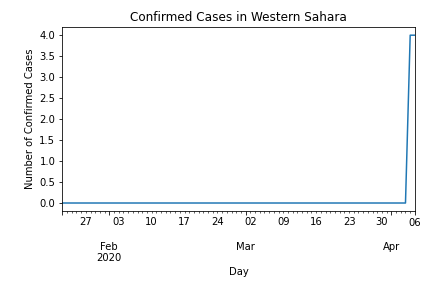 Confirmed Cases in Western Sahara
Number of Confirmed Cases
4.0
3.5
3.0
2.5
2.0
1.5
1.0
0.5
0.0
27 03 10 17 24 02 09 16 23 30 06
Feb Mar Apr
2020
Day